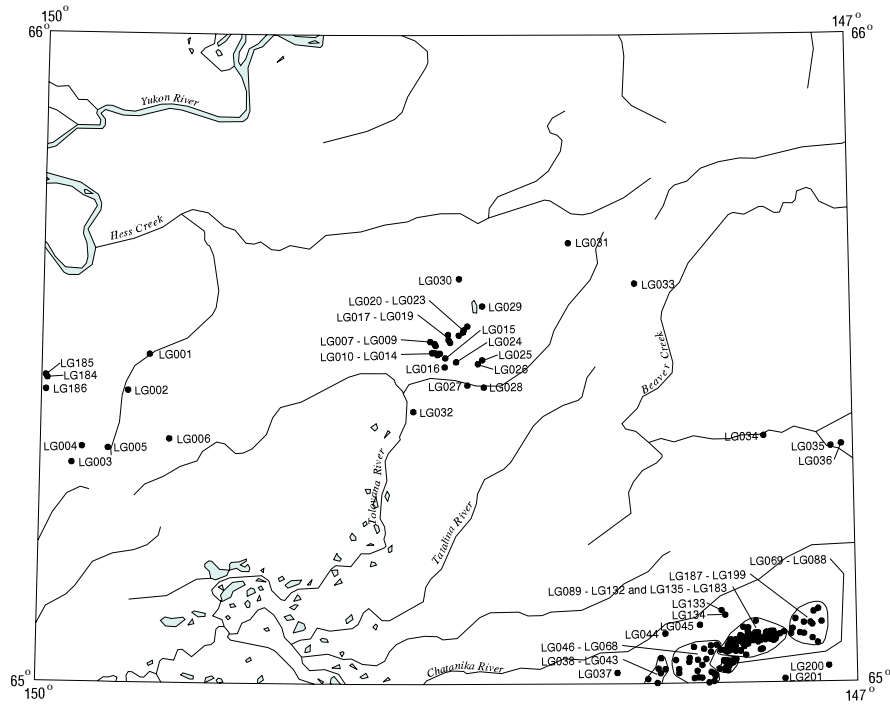 150°
147°
66°
66°
Yukon River
Hess Creek
LG031
LG030
LG033
LG020 - LG023
LG029
LG017 - LG019
LG015
LG007 - LG009
LG024
LG001
LG010 - LG014
LG025
LG185
LG016
LG026
LG184
LG186
LG002
LG027
LG028
Beaver Creek
LG032
LG034
LG006
LG004
LG005
LG035
LG003
LG036
Tolovana River
Tatalina River
LG069 - LG088
LG187 - LG199
LG089 - LG132 and LG135 - LG183
LG133
LG134
LG045
LG044
LG046 - LG068
LG038 - LG043
LG037
Chatanika River
LG200
LG201
65°
65°
150°
147°